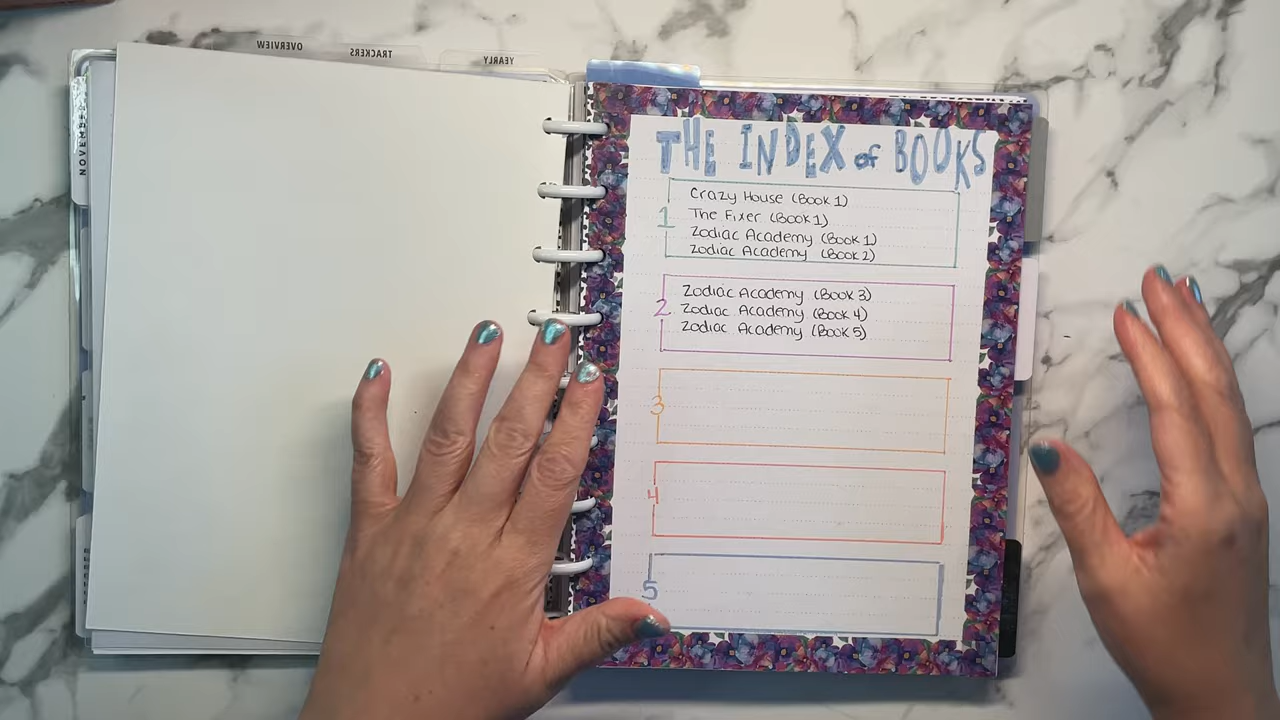 OVERVIEW
TRACKERS
YEARLY
THE INDEX of BOOKS
1
Crazy House (Book 1)
The Fixer (Book 1)
Zodiac Academy (Book 1)
Zodiac Academy (Book 2)
2
Zodiac Academy (Book 3)
Zodiac Academy (Book 4)
Zodiac Academy (Book 5)
3
4
5